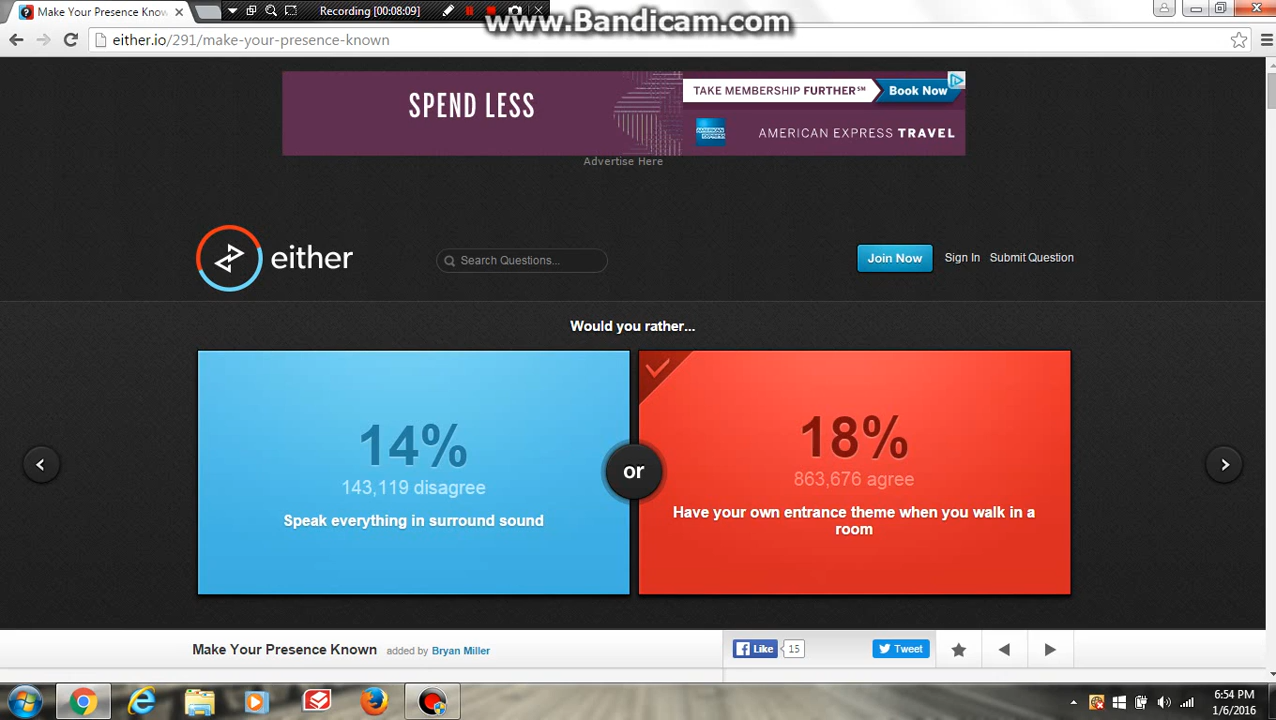 Make Your Presence Know
Recording [00:08:09]
www.Bandicam.com
either.io/291/make-your-presence-known
SPEND LESS
TAKE MEMBERSHIP FURTHER℠
Book Now
AMERICAN EXPRESS TRAVEL
Advertise Here
either
Search Questions...
Join Now
Sign In
Submit Question
Would you rather...
14%
143,119 disagree
Speak everything in surround sound
or
18%
863,676 agree
Have your own entrance theme when you walk in a
room
Make Your Presence Known added by Bryan Miller
Like
15
Tweet
6:54 PM
1/6/2016